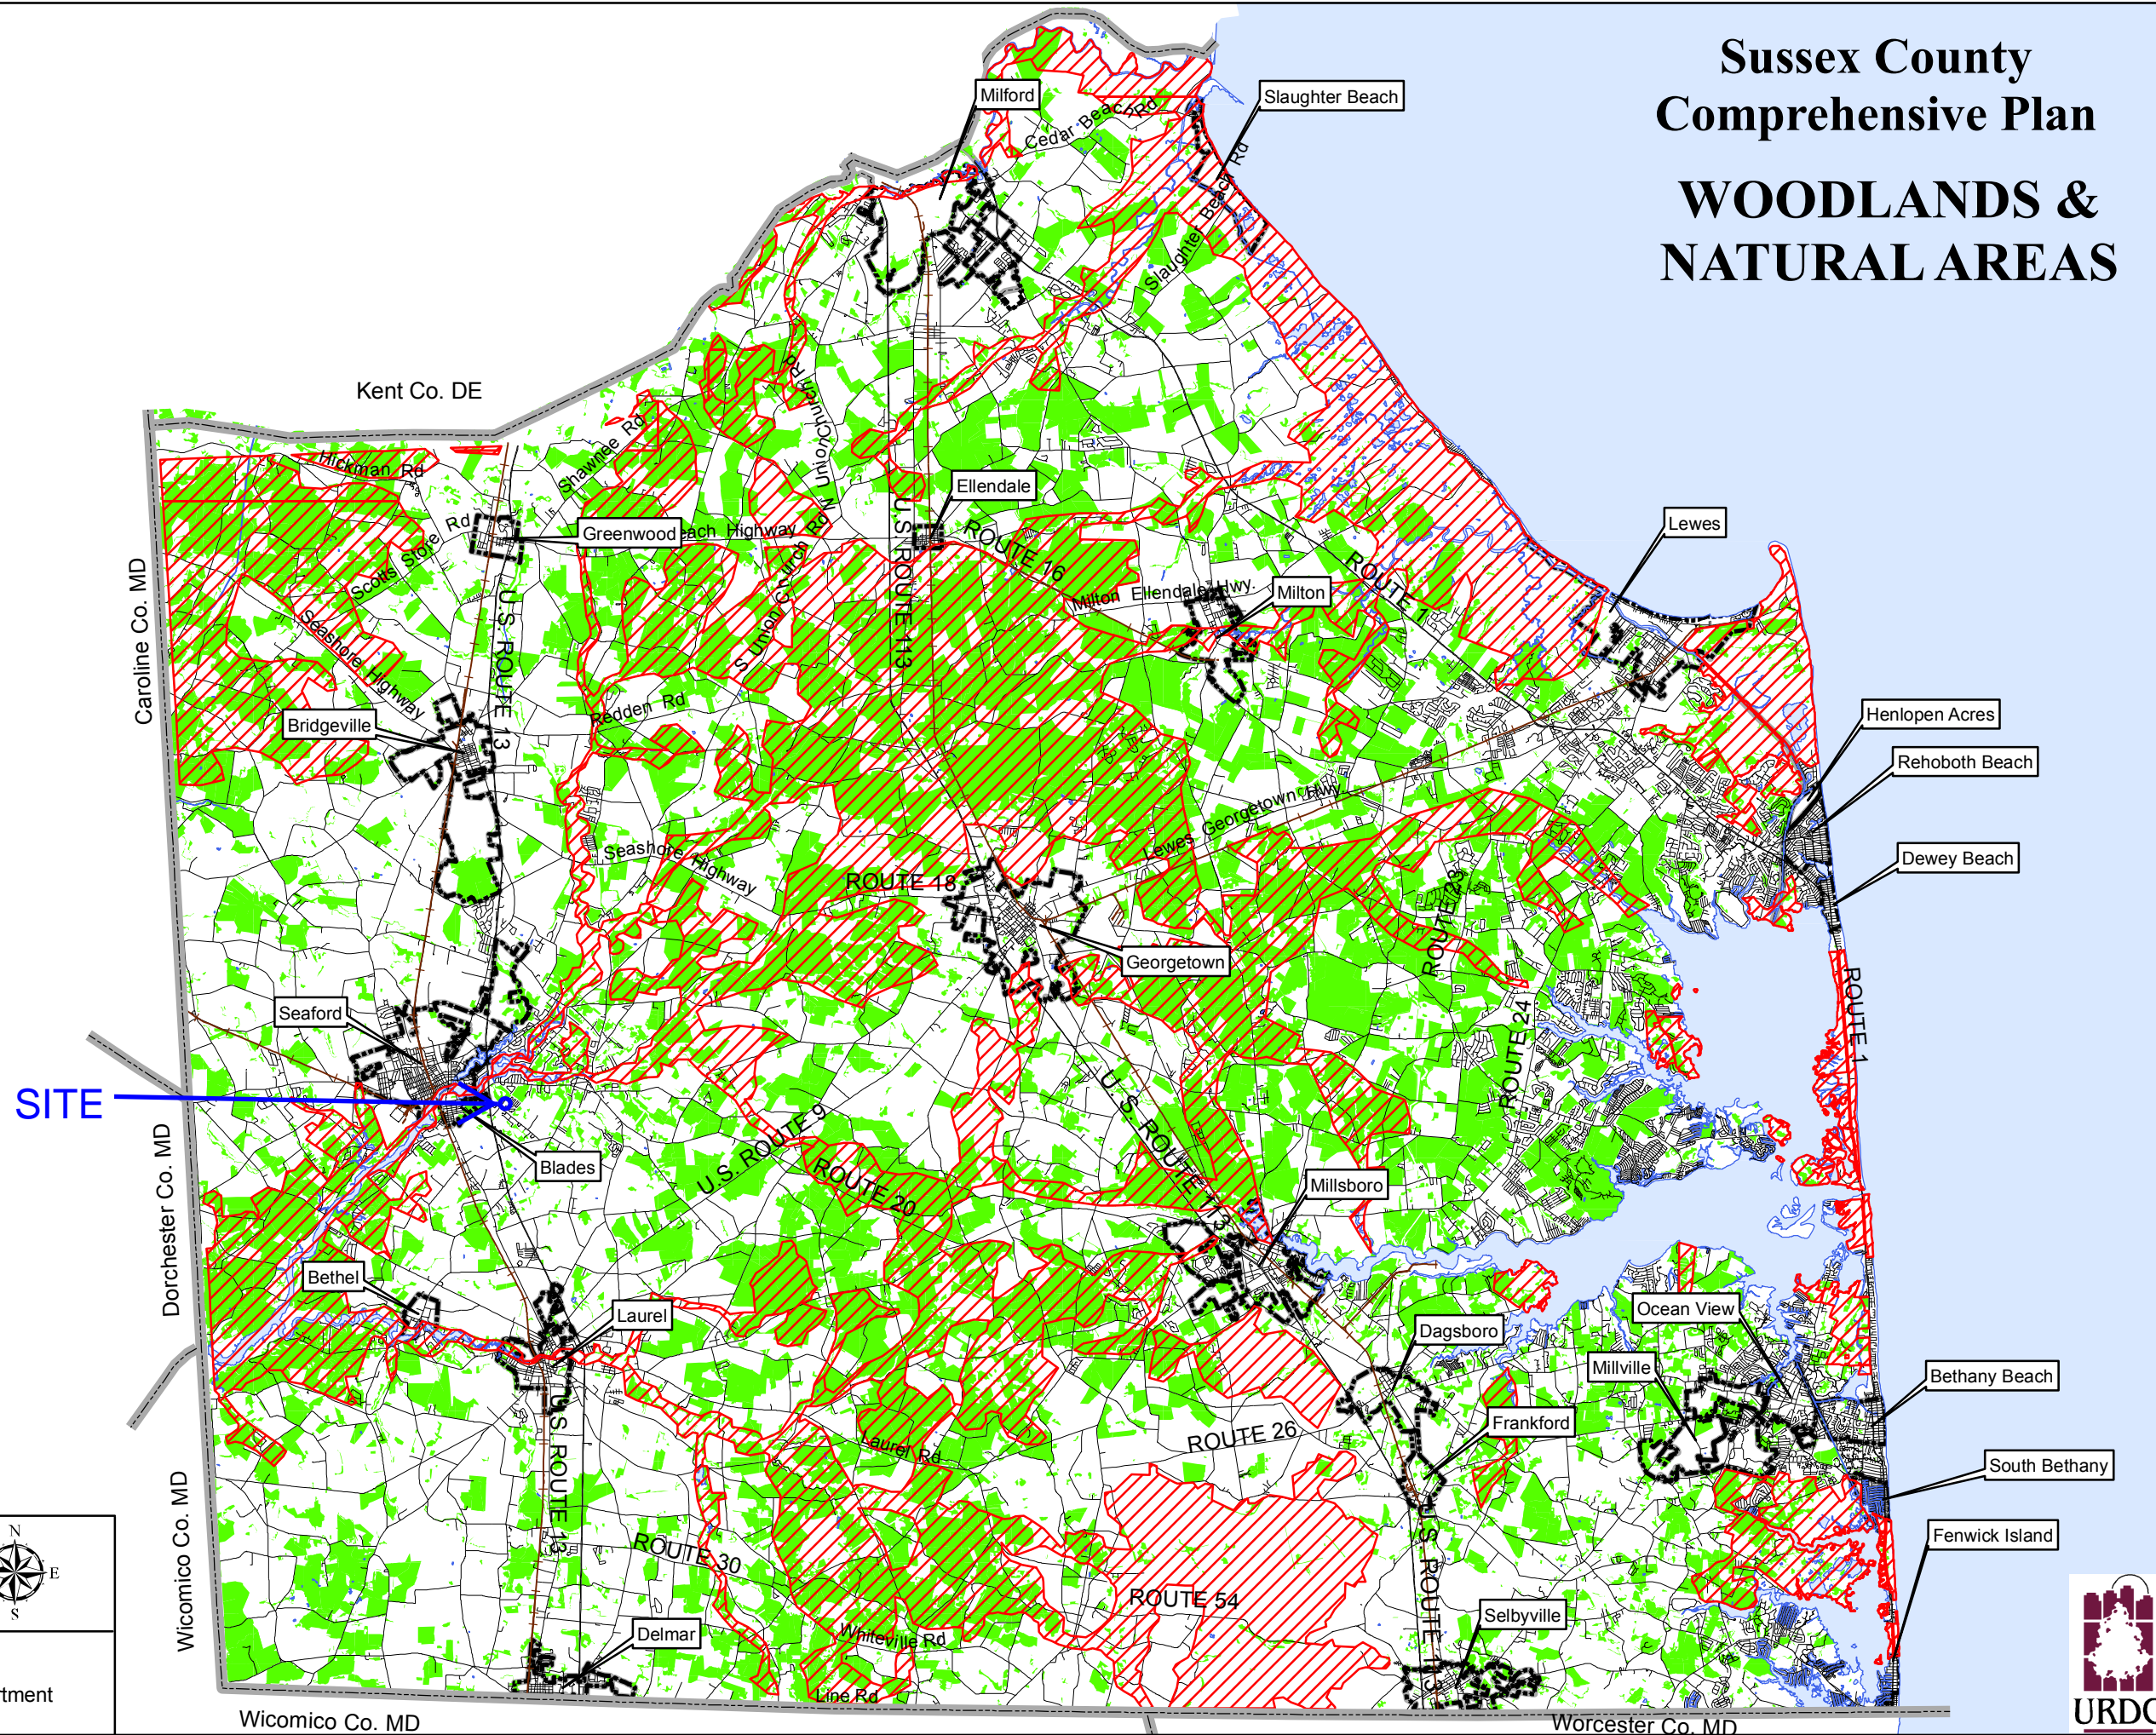 Sussex County
Comprehensive Plan
WOODLANDS &
NATURAL AREAS
Milford
Slaughter Beach
Cedar Beach Rd
Slaughter Beach Rd
Kent Co. DE
N Union Church Rd
Hickman Rd
Shawnee Rd
Ellendale
U.S. ROUTE 113
Scotts Store Rd
Greenwood
each Highway
ROUTE 16
Lewes
ROUTE 1
Milton Ellendale Hwy.
Milton
Caroline Co. MD
Seashore Highway
U.S. ROUTE 13
S Union Church Rd
Redden Rd
Bridgeville
Henlopen Acres
Rehoboth Beach
Lewes Georgetown Hwy.
Seashore Highway
ROUTE 18
Dewey Beach
ROUTE 23
Georgetown
ROUTE 1
Seaford
ROUTE 24
SITE
U. S. ROUTE 113
U.S. ROUTE 9
Blades
ROUTE 20
Millsboro
Dorchester Co. MD
Bethel
Laurel
Ocean View
Dagsboro
Millville
Bethany Beach
Frankford
ROUTE 26
Laurel Rd
U.S. ROUTE 13
South Bethany
Fenwick Island
ROUTE 30
U.S. ROUTE 113
ROUTE 54
Wicomico Co. MD
Selbyville
Delmar
Whiteville Rd
Line Rd
N
E
S
rtment
Wicomico Co. MD
Worcester Co. MD
URDC